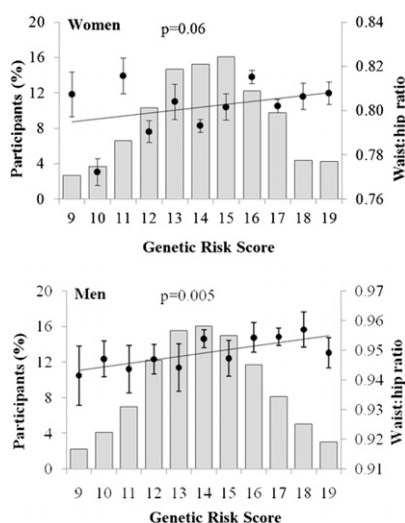 Women
p=0.06
Participants (%)
20
16
12
8
4
0
0.84
0.82
0.80
0.78
0.76
Waist:hip ratio
9 10 11 12 13 14 15 16 17 18 19
Genetic Risk Score
Men
p=0.005
Participants (%)
20
16
12
8
4
0
0.97
0.96
0.95
0.94
0.93
0.92
0.91
Waist:hip ratio
9 10 11 12 13 14 15 16 17 18 19
Genetic Risk Score